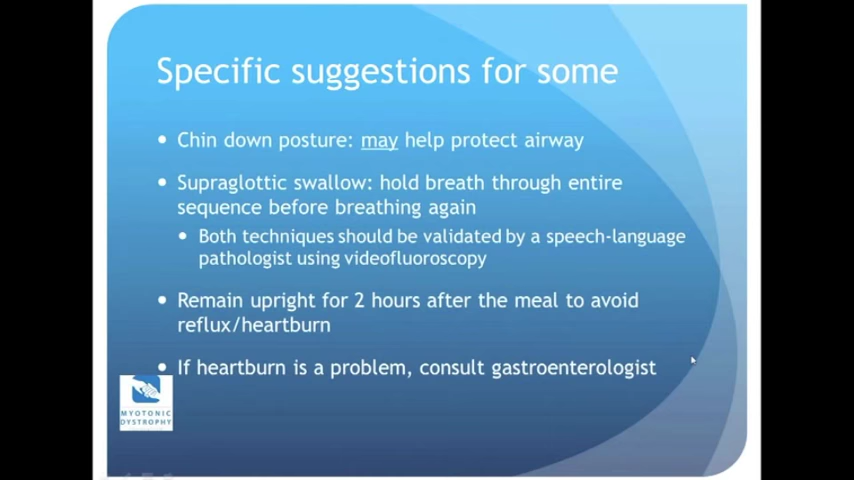 Specific suggestions for some
• Chin down posture: may help protect airway
• Supraglottic swallow: hold breath through entire
sequence before breathing again
• Both techniques should be validated by a speech-language
pathologist using videofluoroscopy
• Remain upright for 2 hours after the meal to avoid
reflux/heartburn
• If heartburn is a problem, consult gastroenterologist
MYOTONIC
DYSTROPHY